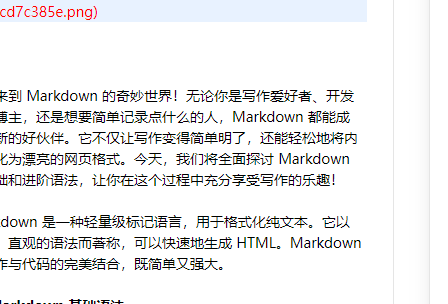 cd7c385e.png)
来到 Markdown 的奇妙世界！无论你是写作爱好者、开发
博主，还是想要简单记录点什么的人，Markdown 都能成
新的好伙伴。它不仅让写作变得简单明了，还能轻松地将内
化为漂亮的网页格式。今天，我们将全面探讨 Markdown
础和进阶语法，让你在这个过程中充分享受写作的乐趣！
kdown 是一种轻量级标记语言，用于格式化纯文本。它以
直观的语法而著称，可以快速地生成 HTML。Markdown
作与代码的完美结合，既简单又强大。
arkdown 基础语法